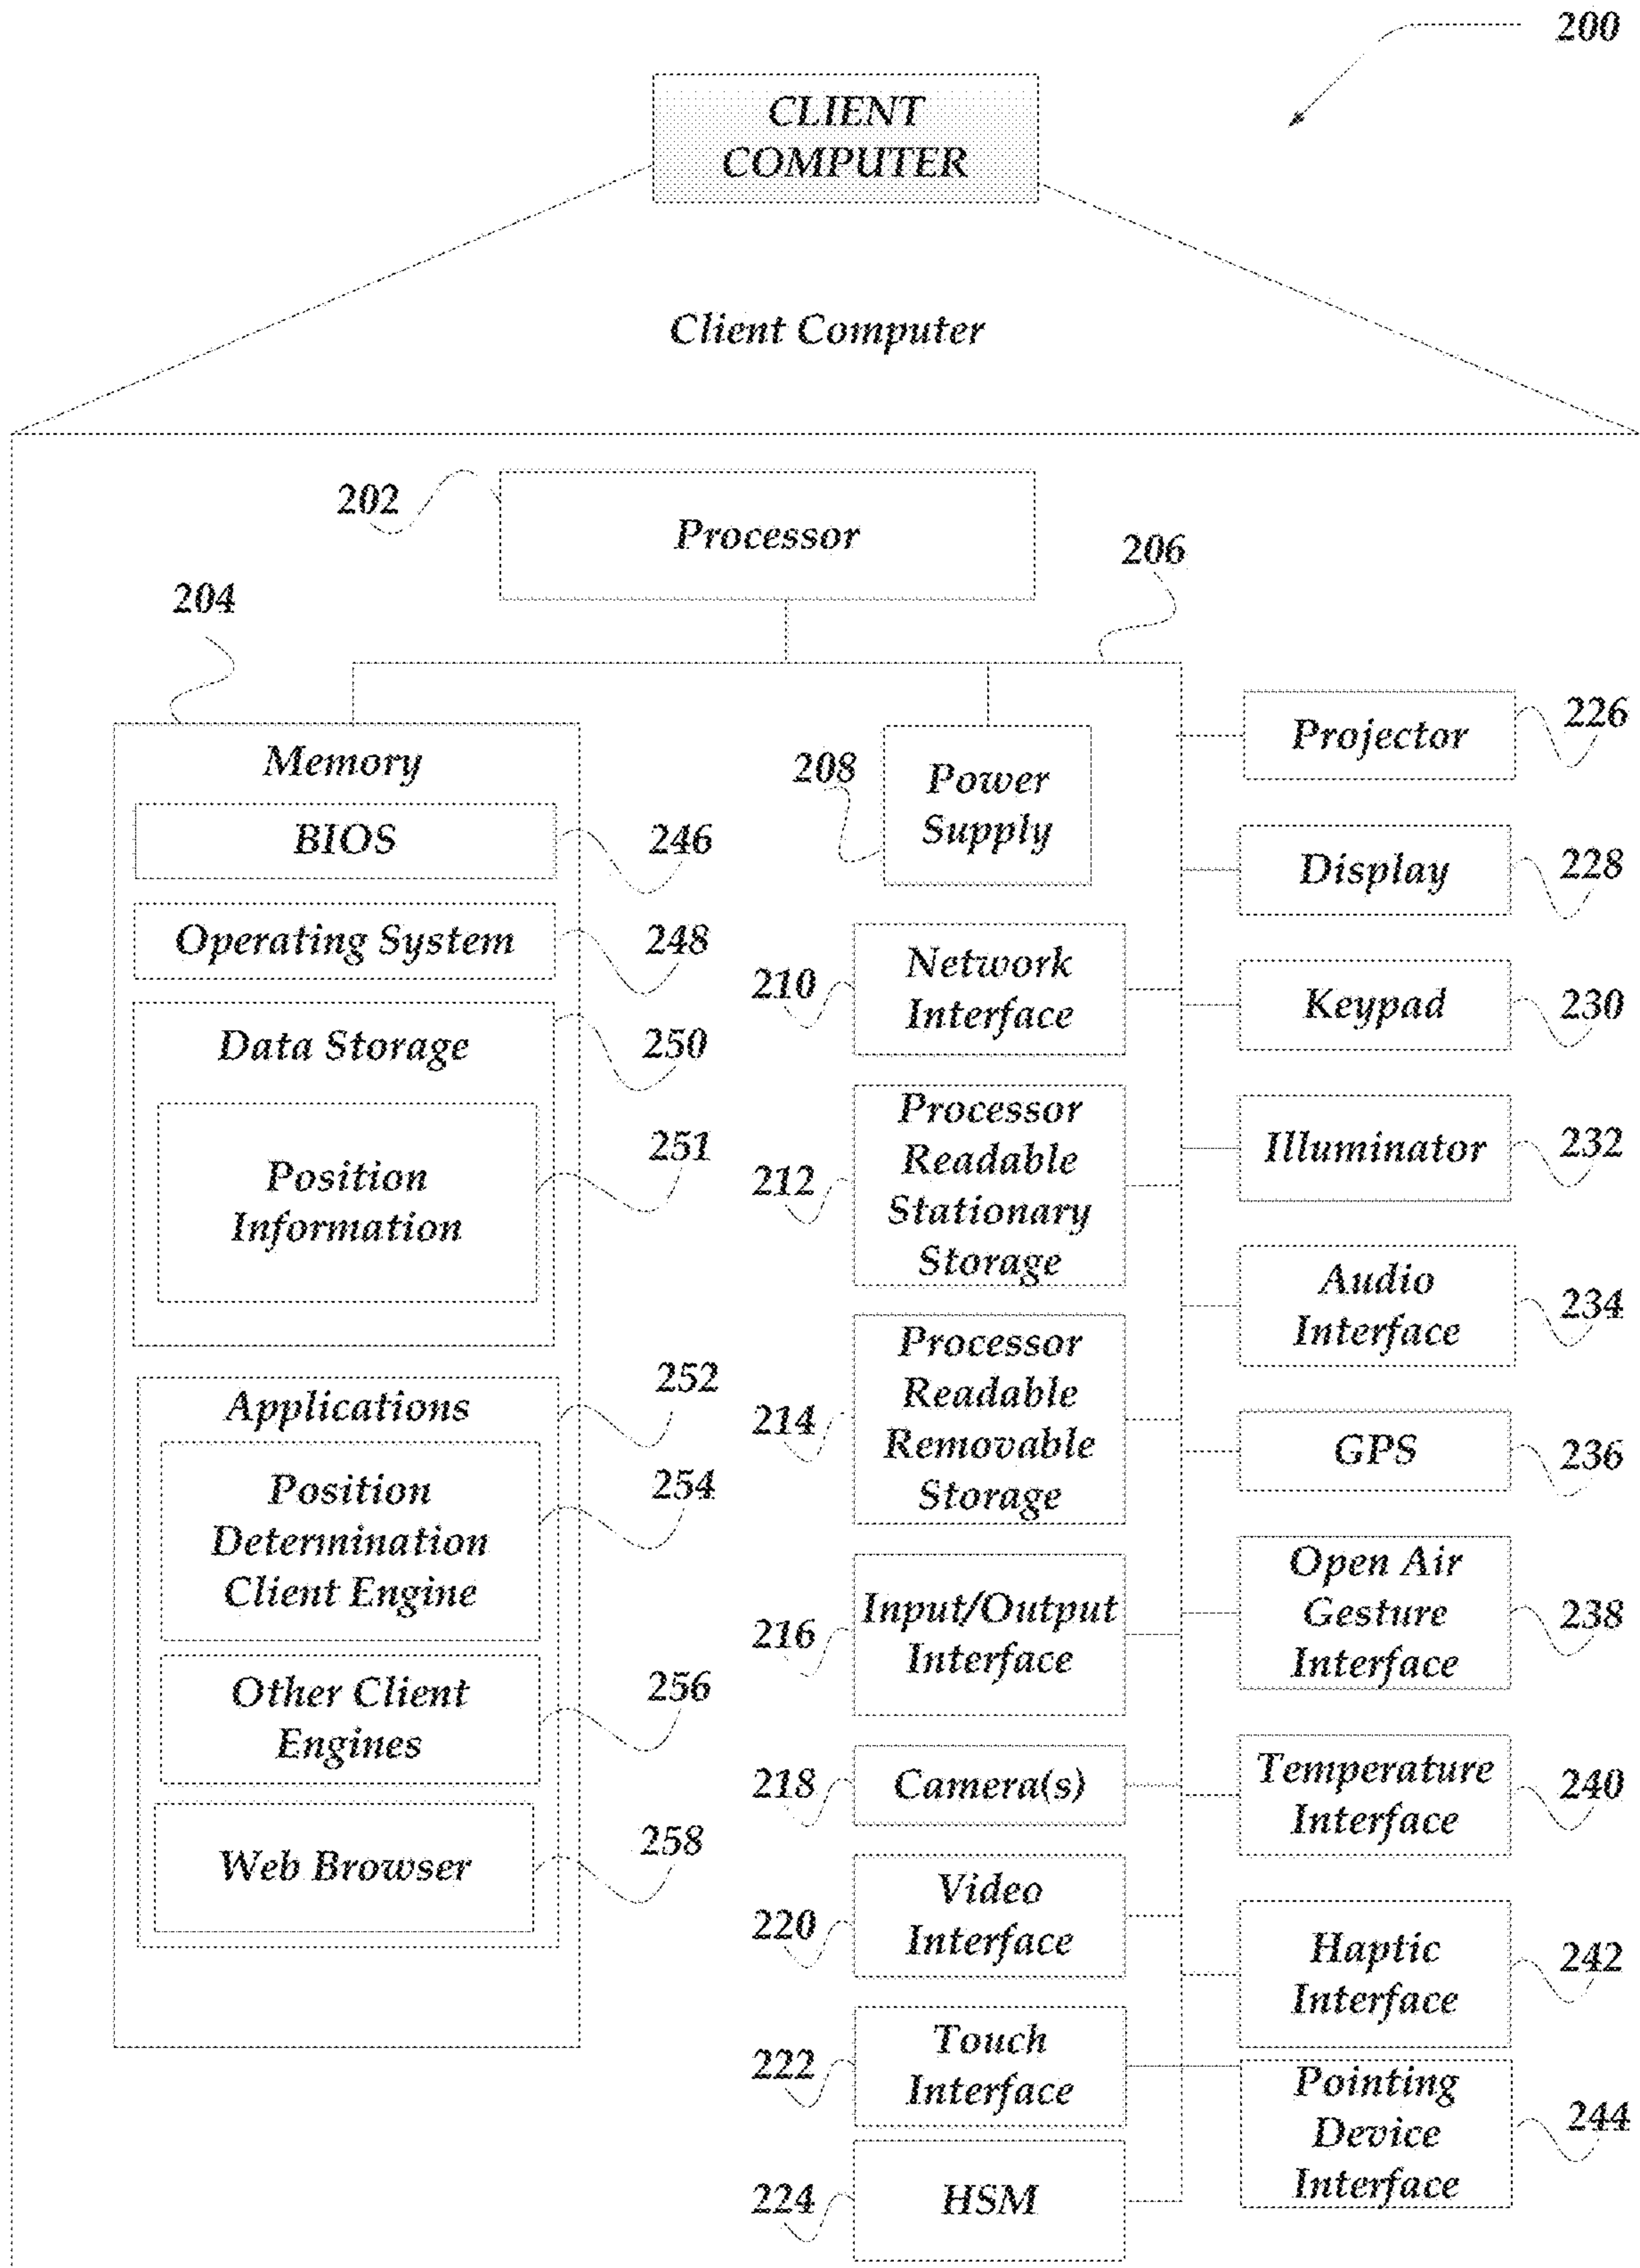 200
CLIENT
COMPUTER
Client Computer
202
Processor
206
204
Memory
BIOS
246
Operating System
248
Data Storage
250
Position
Information
251
Applications
252
Position
Determination
Client Engine
254
Other Client
Engines
256
Web Browser
258
208
Power
Supply
210
Network
Interface
212
Processor
Readable
Stationary
Storage
214
Processor
Readable
Removable
Storage
216
Input/Output
Interface
218
Camera(s)
220
Video
Interface
222
Touch
Interface
224
HSM
Projector
226
Display
228
Keypad
230
Illuminator
232
Audio
Interface
234
GPS
236
Open Air
Gesture
Interface
238
Temperature
Interface
240
Haptic
Interface
242
Pointing
Device
Interface
244